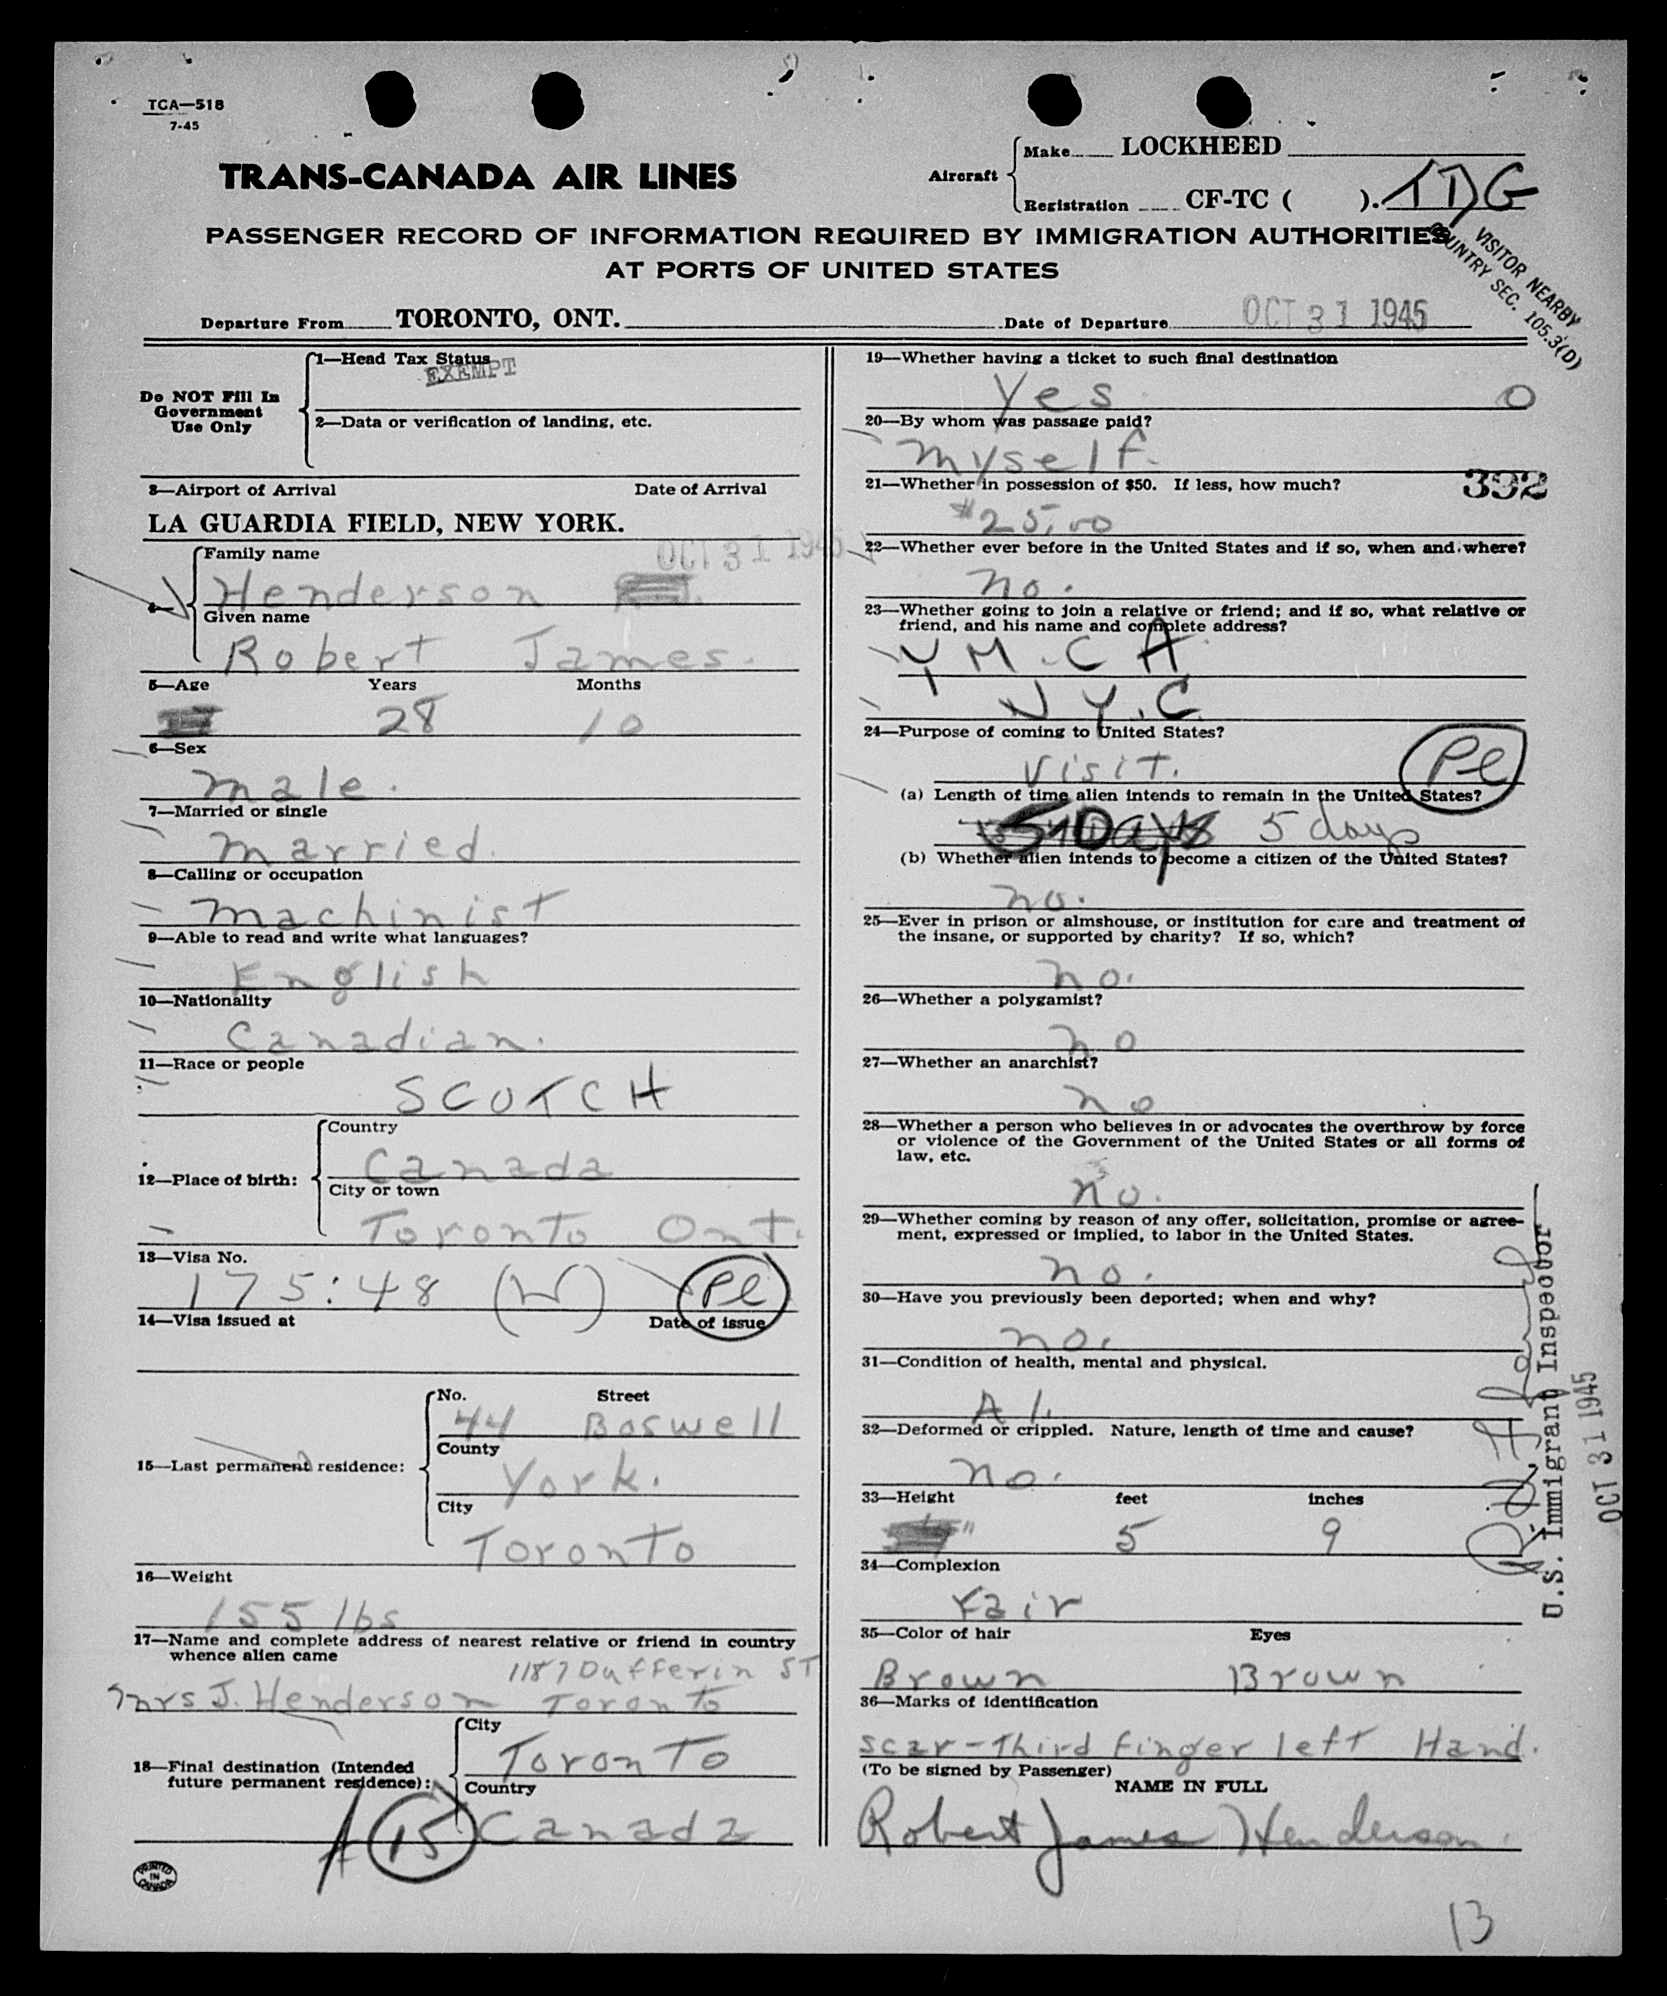 TCA—518
7-45
TRANS-CANADA AIR LINES
Aircraft
Make LOCKHEED
Registration CF-TC ( ). TDG
PASSENGER RECORD OF INFORMATION REQUIRED BY IMMIGRATION AUTHORITIES
AT PORTS OF UNITED STATES
VISITOR NEARBY
COUNTRY SEC. 105.3(D)
Departure From TORONTO, ONT. Date of Departure OCT 31 1945
Do NOT Fill In
Government
Use Only
1—Head Tax Status
EXEMPT
2—Data or verification of landing, etc.
3—Airport of Arrival Date of Arrival
LA GUARDIA FIELD, NEW YORK.
OCT 31 1945
4—
Family name
Henderson
Given name
Robert James.
5—Age Years Months
28 10
6—Sex
male.
7—Married or single
married.
8—Calling or occupation
machinist
9—Able to read and write what languages?
English
10—Nationality
Canadian.
11—Race or people
SCOTCH
12—Place of birth:
Country
Canada
City or town
Toronto Ont.
13—Visa No.
175:48 (W) Pl
14—Visa issued at Date of issue
15—Last permanent residence:
No. Street
44 Boswell
County
York.
City
Toronto
16—Weight
155 lbs
17—Name and complete address of nearest relative or friend in country
whence alien came
1187 Dufferin ST
mrs J. Henderson Toronto
18—Final destination (Intended
future permanent residence):
City
Toronto
Country
Canada
A 15
PRINTED
IN
CANADA
19—Whether having a ticket to such final destination
Yes O
20—By whom was passage paid?
myself.
21—Whether in possession of $50. If less, how much?
392
$25.00
22—Whether ever before in the United States and if so, when and where?
no.
23—Whether going to join a relative or friend; and if so, what relative or
friend, and his name and complete address?
Y M.C A
N Y.C.
24—Purpose of coming to United States?
Visit. Pl
(a) Length of time alien intends to remain in the United States?
5 Days 5 days
(b) Whether alien intends to become a citizen of the United States?
no.
25—Ever in prison or almshouse, or institution for care and treatment of
the insane, or supported by charity? If so, which?
no.
26—Whether a polygamist?
no
27—Whether an anarchist?
no
28—Whether a person who believes in or advocates the overthrow by force
or violence of the Government of the United States or all forms of
law, etc.
no.
29—Whether coming by reason of any offer, solicitation, promise or agree-
ment, expressed or implied, to labor in the United States.
no.
30—Have you previously been deported; when and why?
no.
31—Condition of health, mental and physical.
A 1.
32—Deformed or crippled. Nature, length of time and cause?
no.
33—Height feet inches
5 9
34—Complexion
Fair
35—Color of hair Eyes
Brown Brown
36—Marks of identification
scar-Third finger left Hand.
(To be signed by Passenger)
NAME IN FULL
Robert James Henderson.
U.S. Immigrant Inspector
OCT 31 1945
13